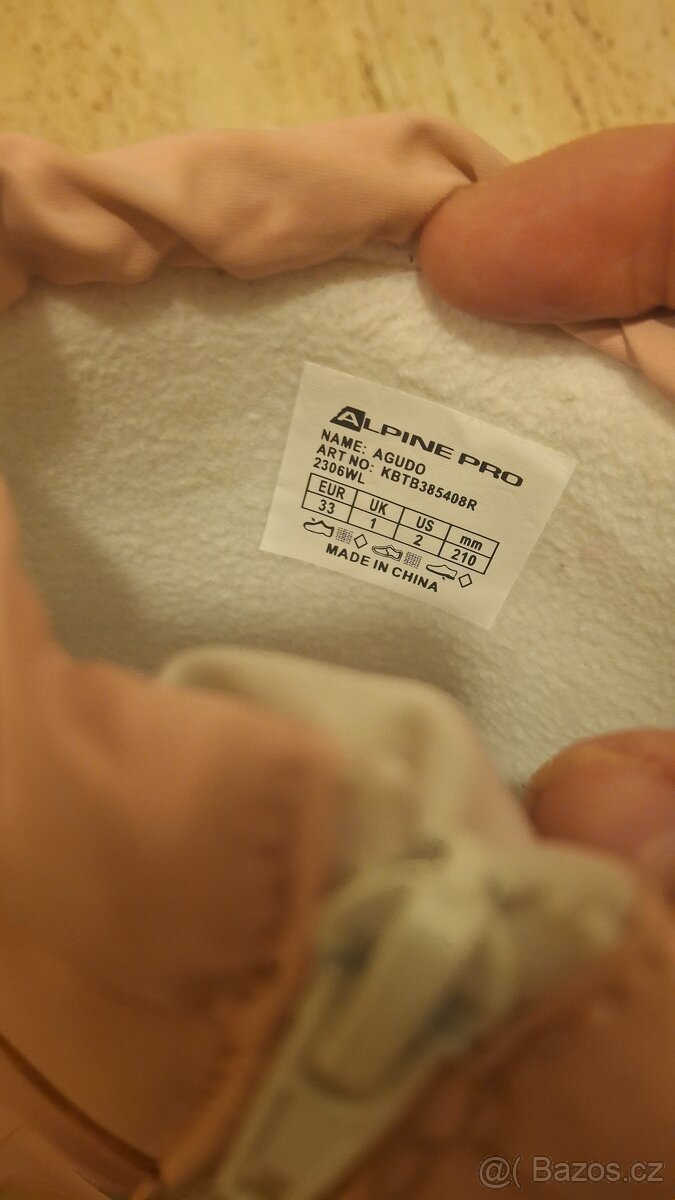 ALPINE PRO
NAME: AGUDO
ART NO: KBTB385408R
2306WL
EUR UK US mm
33 1 2 210
MADE IN CHINA
@( Bazos.cz